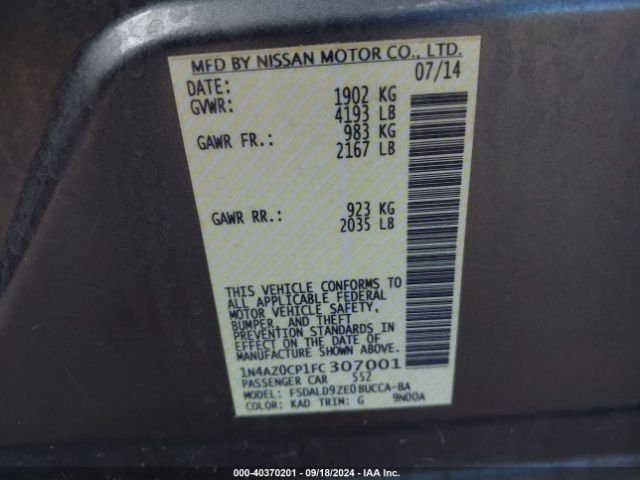 MFD BY NISSAN MOTOR CO., LTD.
DATE: 07/14
GVWR: 1902 KG
4193 LB
GAWR FR.: 983 KG
2167 LB
GAWR RR.: 923 KG
2035 LB
THIS VEHICLE CONFORMS TO
ALL APPLICABLE FEDERAL
MOTOR VEHICLE SAFETY,
BUMPER, AND THEFT
PREVENTION STANDARDS IN
EFFECT ON THE DATE OF
MANUFACTURE SHOWN ABOVE.
1N4AZ0CP1FC307001
PASSENGER CAR 552
MODEL: FSDALD9ZE0BUCCA-BA
COLOR: KAD TRIM: G 9N00A
000-40370201 - 09/18/2024 - IAA Inc.